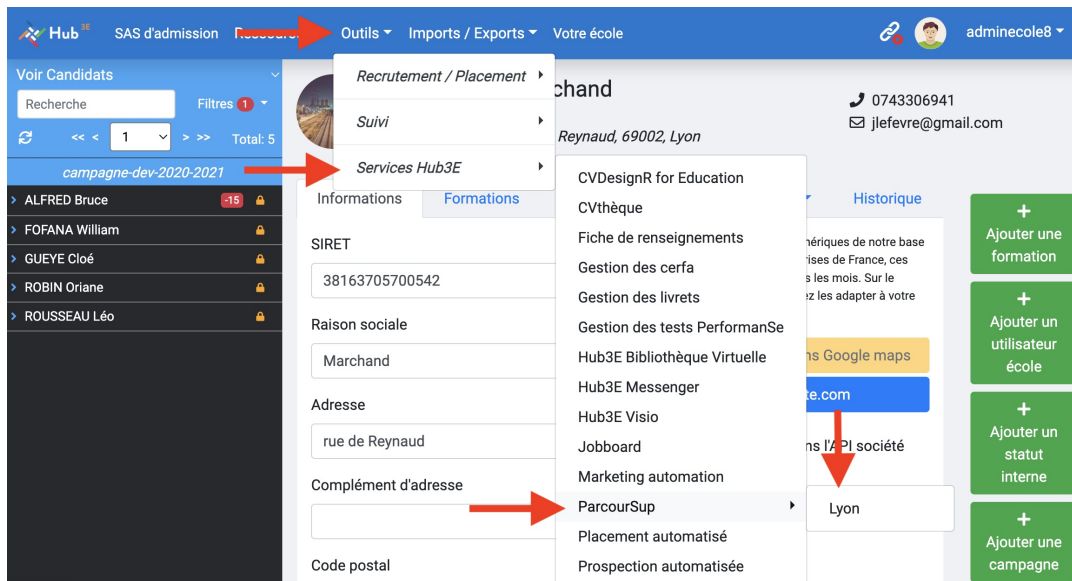 Hub 3E
SAS d'admission
Outils
Imports / Exports
Votre école
adminecole8
Voir Candidats
Recherche
Filtres 1
<< < 1 > >> Total: 5
campagne-dev-2020-2021
ALFRED Bruce -15
FOFANA William
GUEYE Cloé
ROBIN Oriane
ROUSSEAU Léo
Recrutement / Placement
Suivi
Services Hub3E
chand
Reynaud, 69002, Lyon
0743306941
jlefevre@gmail.com
Informations
Formations
Historique
SIRET
38163705700542
Raison sociale
Marchand
Adresse
rue de Reynaud
Complément d'adresse
Code postal
CVDesignR for Education
CVthèque
Fiche de renseignements
Gestion des cerfa
Gestion des livrets
Gestion des tests PerformanSe
Hub3E Bibliothèque Virtuelle
Hub3E Messenger
Hub3E Visio
Jobboard
Marketing automation
ParcourSup
Placement automatisé
Prospection automatisée
Lyon
mériques de notre base
rises de France, ces
s les mois. Sur le
ez les adapter à votre
ns Google maps
te.com
ns l'API société
+
Ajouter une
formation
+
Ajouter un
utilisateur
école
+
Ajouter un
statut
interne
+
Ajouter une
campagne